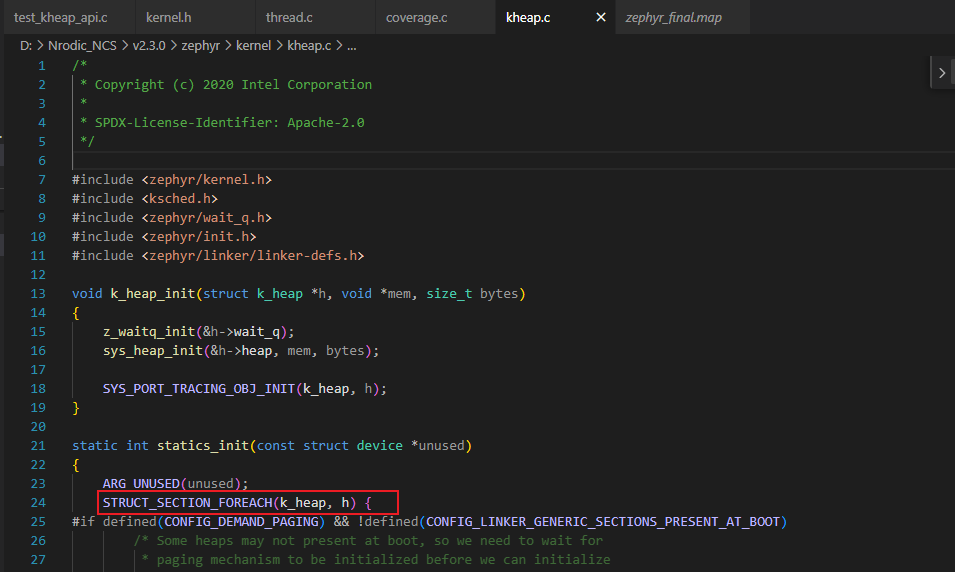 test_kheap_api.c kernel.h thread.c coverage.c kheap.c × zephyr_final.map
D: > Nrodic_NCS > v2.3.0 > zephyr > kernel > kheap.c > ...
1 /*
2 * Copyright (c) 2020 Intel Corporation
3 *
4 * SPDX-License-Identifier: Apache-2.0
5 */
6
7 #include <zephyr/kernel.h>
8 #include <ksched.h>
9 #include <zephyr/wait_q.h>
10 #include <zephyr/init.h>
11 #include <zephyr/linker/linker-defs.h>
12
13 void k_heap_init(struct k_heap *h, void *mem, size_t bytes)
14 {
15 z_waitq_init(&h->wait_q);
16 sys_heap_init(&h->heap, mem, bytes);
17
18 SYS_PORT_TRACING_OBJ_INIT(k_heap, h);
19 }
20
21 static int statics_init(const struct device *unused)
22 {
23 ARG_UNUSED(unused);
24 STRUCT_SECTION_FOREACH(k_heap, h) {
25 #if defined(CONFIG_DEMAND_PAGING) && !defined(CONFIG_LINKER_GENERIC_SECTIONS_PRESENT_AT_BOOT)
26 /* Some heaps may not present at boot, so we need to wait for
27 * paging mechanism to be initialized before we can initialize